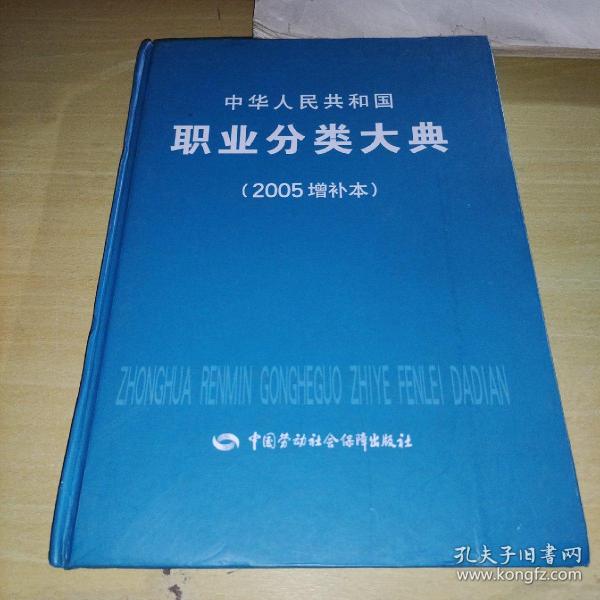 中华人民共和国
职业分类大典
（2005增补本）
ZHONGHUA RENMIN GONGHEGUO ZHIYE FENLEI DADIAN
中国劳动社会保障出版社
孔夫子旧书网
www.kongfz.com